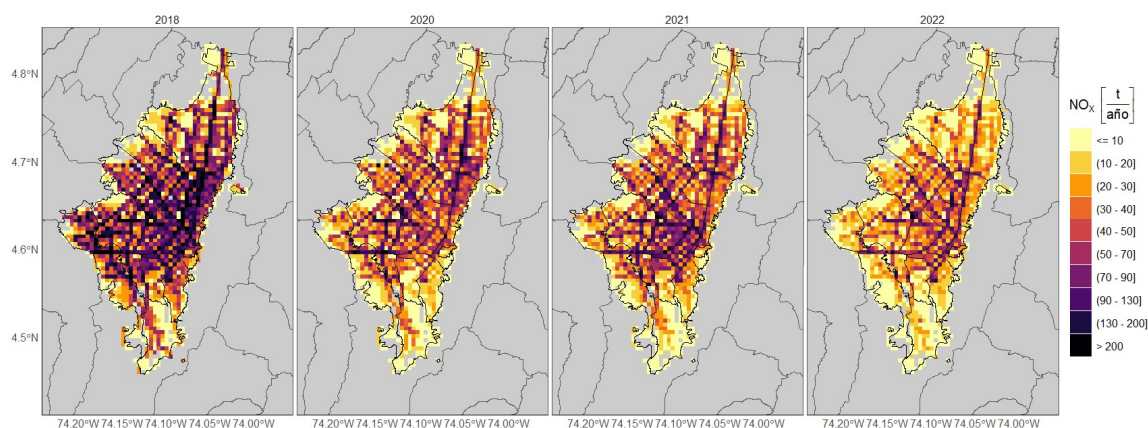 2018 2020 2021 2022
4.8°N
4.7°N
4.6°N
4.5°N
74.20°W 74.15°W 74.10°W 74.05°W 74.00°W 74.20°W 74.15°W 74.10°W 74.05°W 74.00°W 74.20°W 74.15°W 74.10°W 74.05°W 74.00°W 74.20°W 74.15°W 74.10°W 74.05°W 74.00°W
NOX [t
año]
<= 10
(10 - 20]
(20 - 30]
(30 - 40]
(40 - 50]
(50 - 70]
(70 - 90]
(90 - 130]
(130 - 200]
> 200